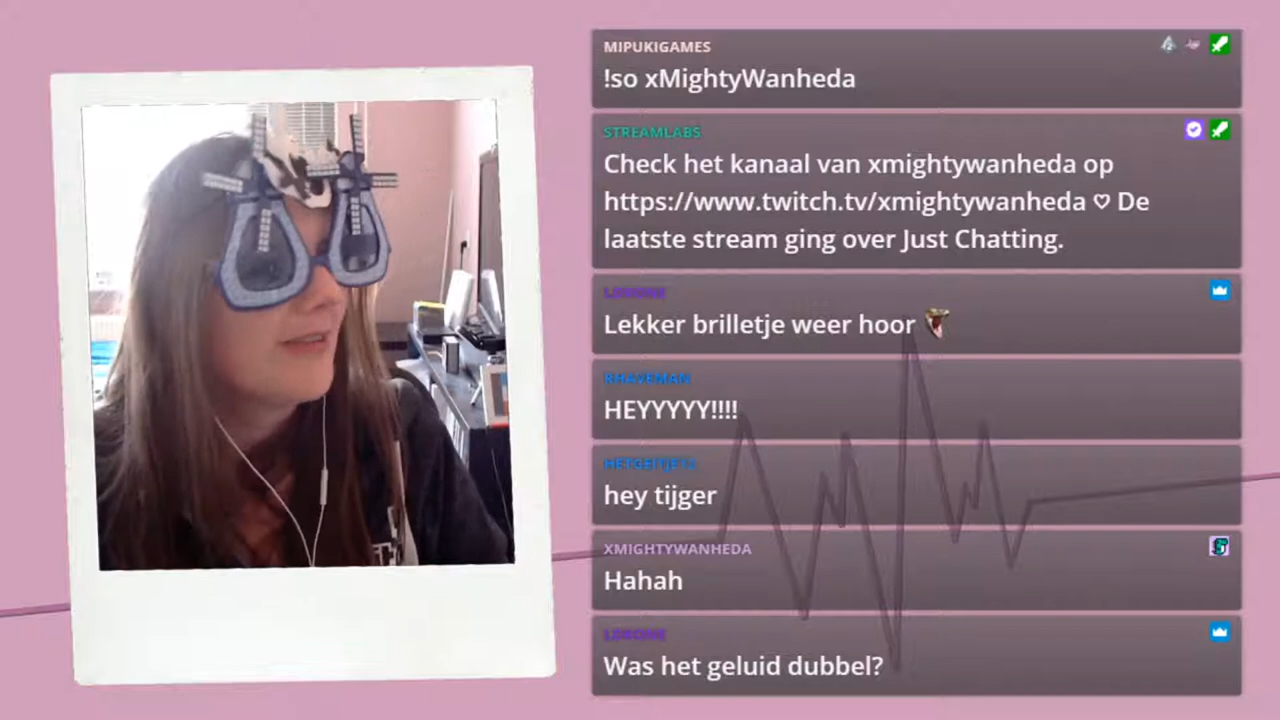 MIPUKIGAMES
!so xMightyWanheda
STREAMLABS
Check het kanaal van xmightywanheda op
https://www.twitch.tv/xmightywanheda ♡ De
laatste stream ging over Just Chatting.
Lekker brilletje weer hoor
RHAVEMAN
HEYYYYY!!!!
hey tijger
XMIGHTYWANHEDA
Hahah
Was het geluid dubbel?